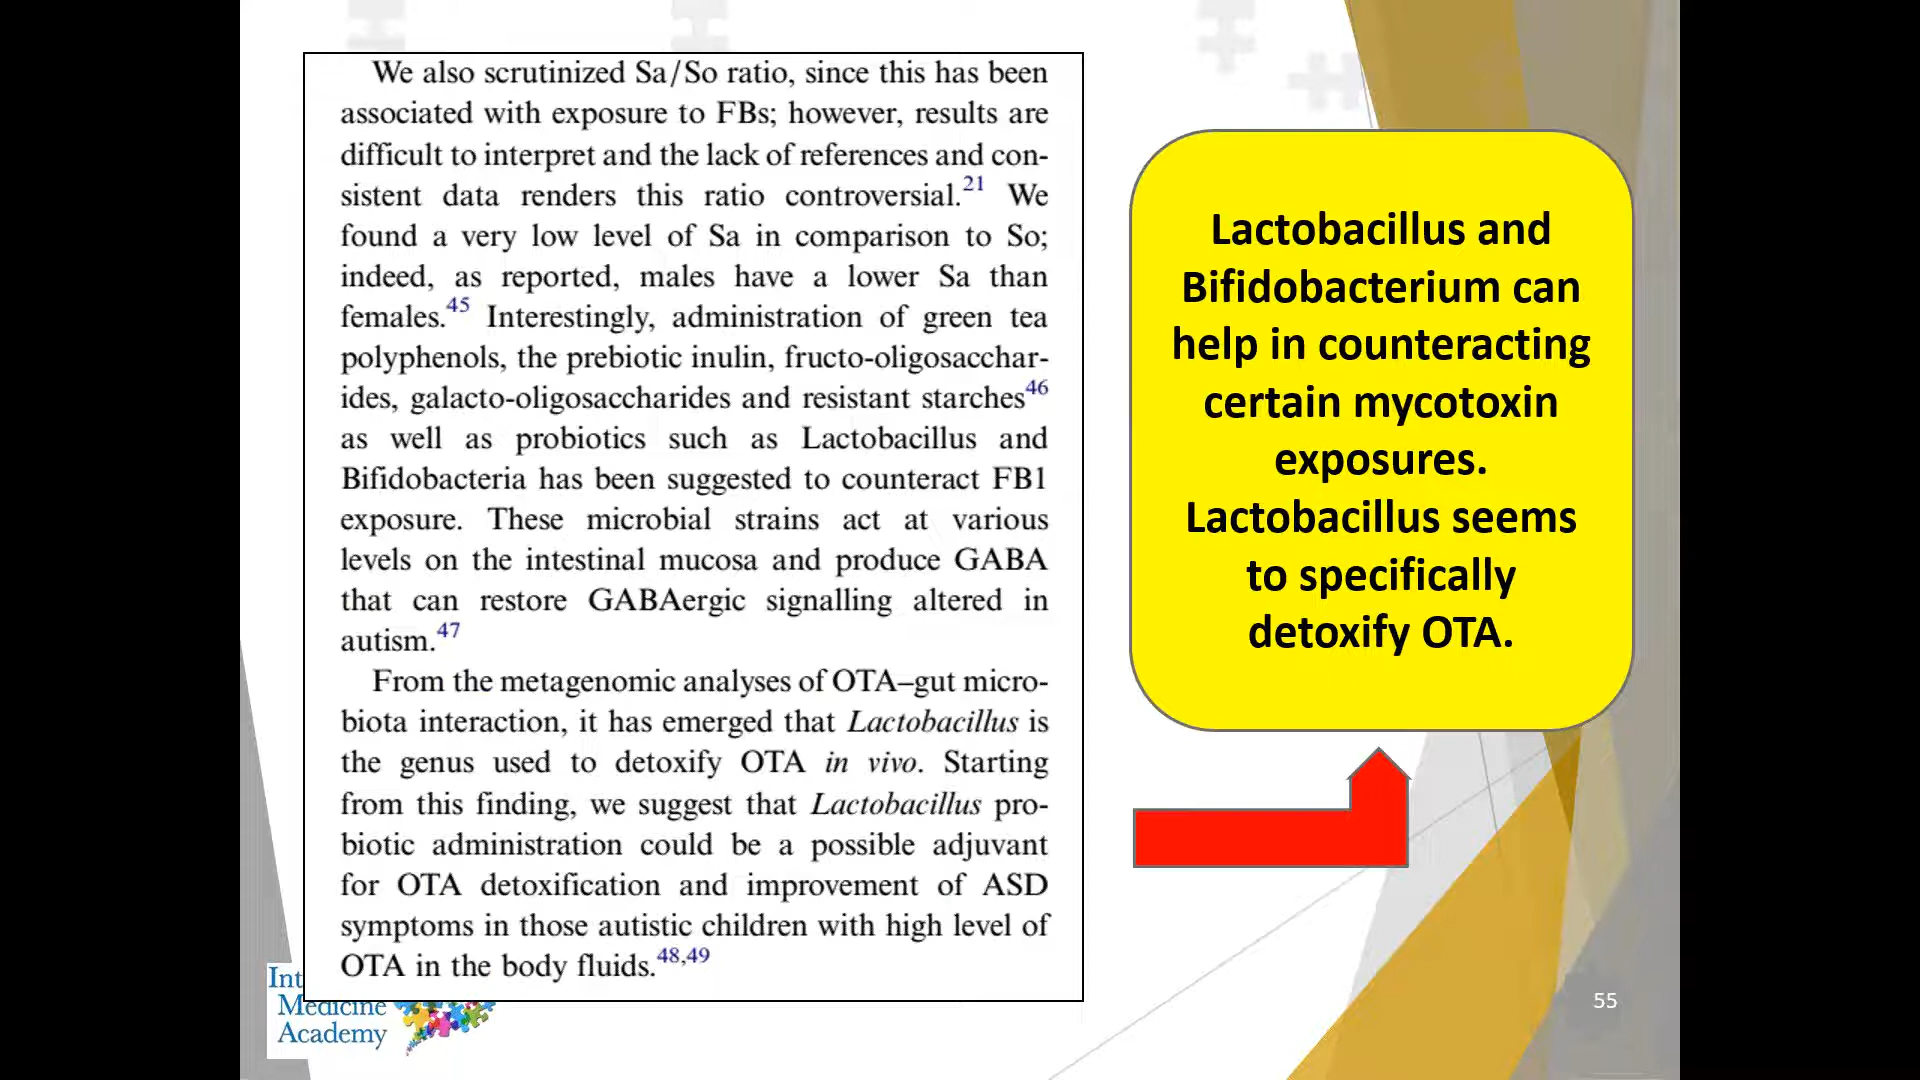 We also scrutinized Sa/So ratio, since this has been
associated with exposure to FBs; however, results are
difficult to interpret and the lack of references and con-
sistent data renders this ratio controversial.21 We
found a very low level of Sa in comparison to So;
indeed, as reported, males have a lower Sa than
females.45 Interestingly, administration of green tea
polyphenols, the prebiotic inulin, fructo-oligosacchar-
ides, galacto-oligosaccharides and resistant starches46
as well as probiotics such as Lactobacillus and
Bifidobacteria has been suggested to counteract FB1
exposure. These microbial strains act at various
levels on the intestinal mucosa and produce GABA
that can restore GABAergic signalling altered in
autism.47
From the metagenomic analyses of OTA–gut micro-
biota interaction, it has emerged that Lactobacillus is
the genus used to detoxify OTA in vivo. Starting
from this finding, we suggest that Lactobacillus pro-
biotic administration could be a possible adjuvant
for OTA detoxification and improvement of ASD
symptoms in those autistic children with high level of
OTA in the body fluids.48,49
Lactobacillus and
Bifidobacterium can
help in counteracting
certain mycotoxin
exposures.
Lactobacillus seems
to specifically
detoxify OTA.
Medicine
Academy
55